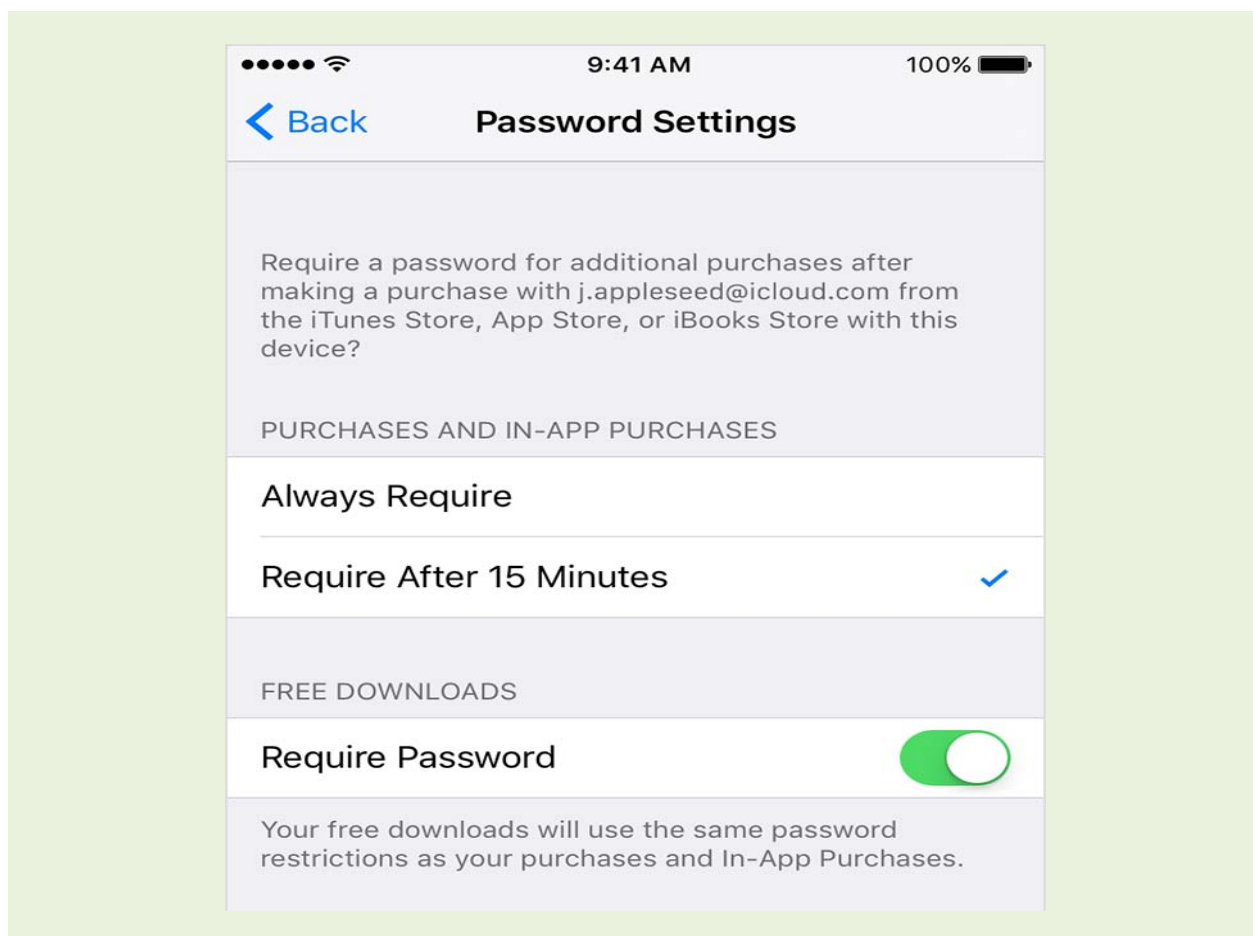 9:41 AM
100%
Back
Password Settings
Require a password for additional purchases after
making a purchase with j.appleseed@icloud.com from
the iTunes Store, App Store, or iBooks Store with this
device?
PURCHASES AND IN-APP PURCHASES
Always Require
Require After 15 Minutes
FREE DOWNLOADS
Require Password
Your free downloads will use the same password
restrictions as your purchases and In-App Purchases.